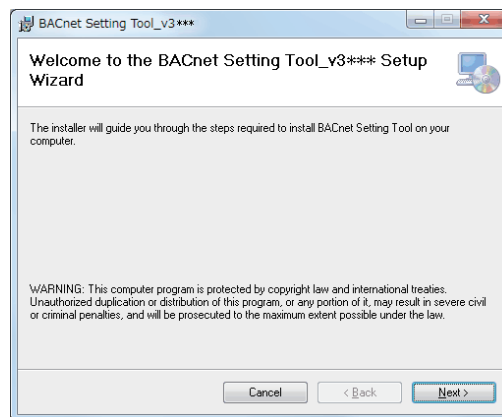 BACnet Setting Tool_v3***
Welcome to the BACnet Setting Tool_v3*** Setup
Wizard
The installer will guide you through the steps required to install BACnet Setting Tool on your
computer.
WARNING: This computer program is protected by copyright law and international treaties.
Unauthorized duplication or distribution of this program, or any portion of it, may result in severe civil
or criminal penalties, and will be prosecuted to the maximum extent possible under the law.
Cancel < Back Next >